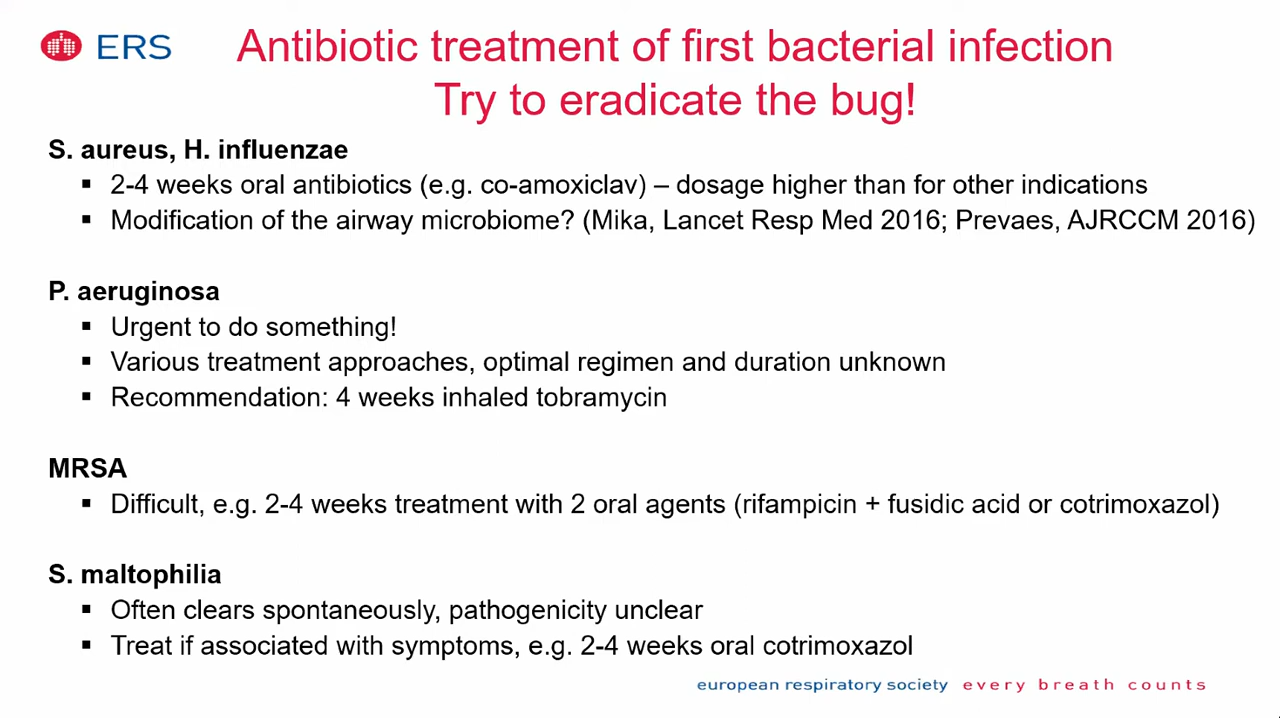 ERS
Antibiotic treatment of first bacterial infection
Try to eradicate the bug!
S. aureus, H. influenzae
▪ 2-4 weeks oral antibiotics (e.g. co-amoxiclav) – dosage higher than for other indications
▪ Modification of the airway microbiome? (Mika, Lancet Resp Med 2016; Prevaes, AJRCCM 2016)
P. aeruginosa
▪ Urgent to do something!
▪ Various treatment approaches, optimal regimen and duration unknown
▪ Recommendation: 4 weeks inhaled tobramycin
MRSA
▪ Difficult, e.g. 2-4 weeks treatment with 2 oral agents (rifampicin + fusidic acid or cotrimoxazol)
S. maltophilia
▪ Often clears spontaneously, pathogenicity unclear
▪ Treat if associated with symptoms, e.g. 2-4 weeks oral cotrimoxazol
european respiratory society every breath counts